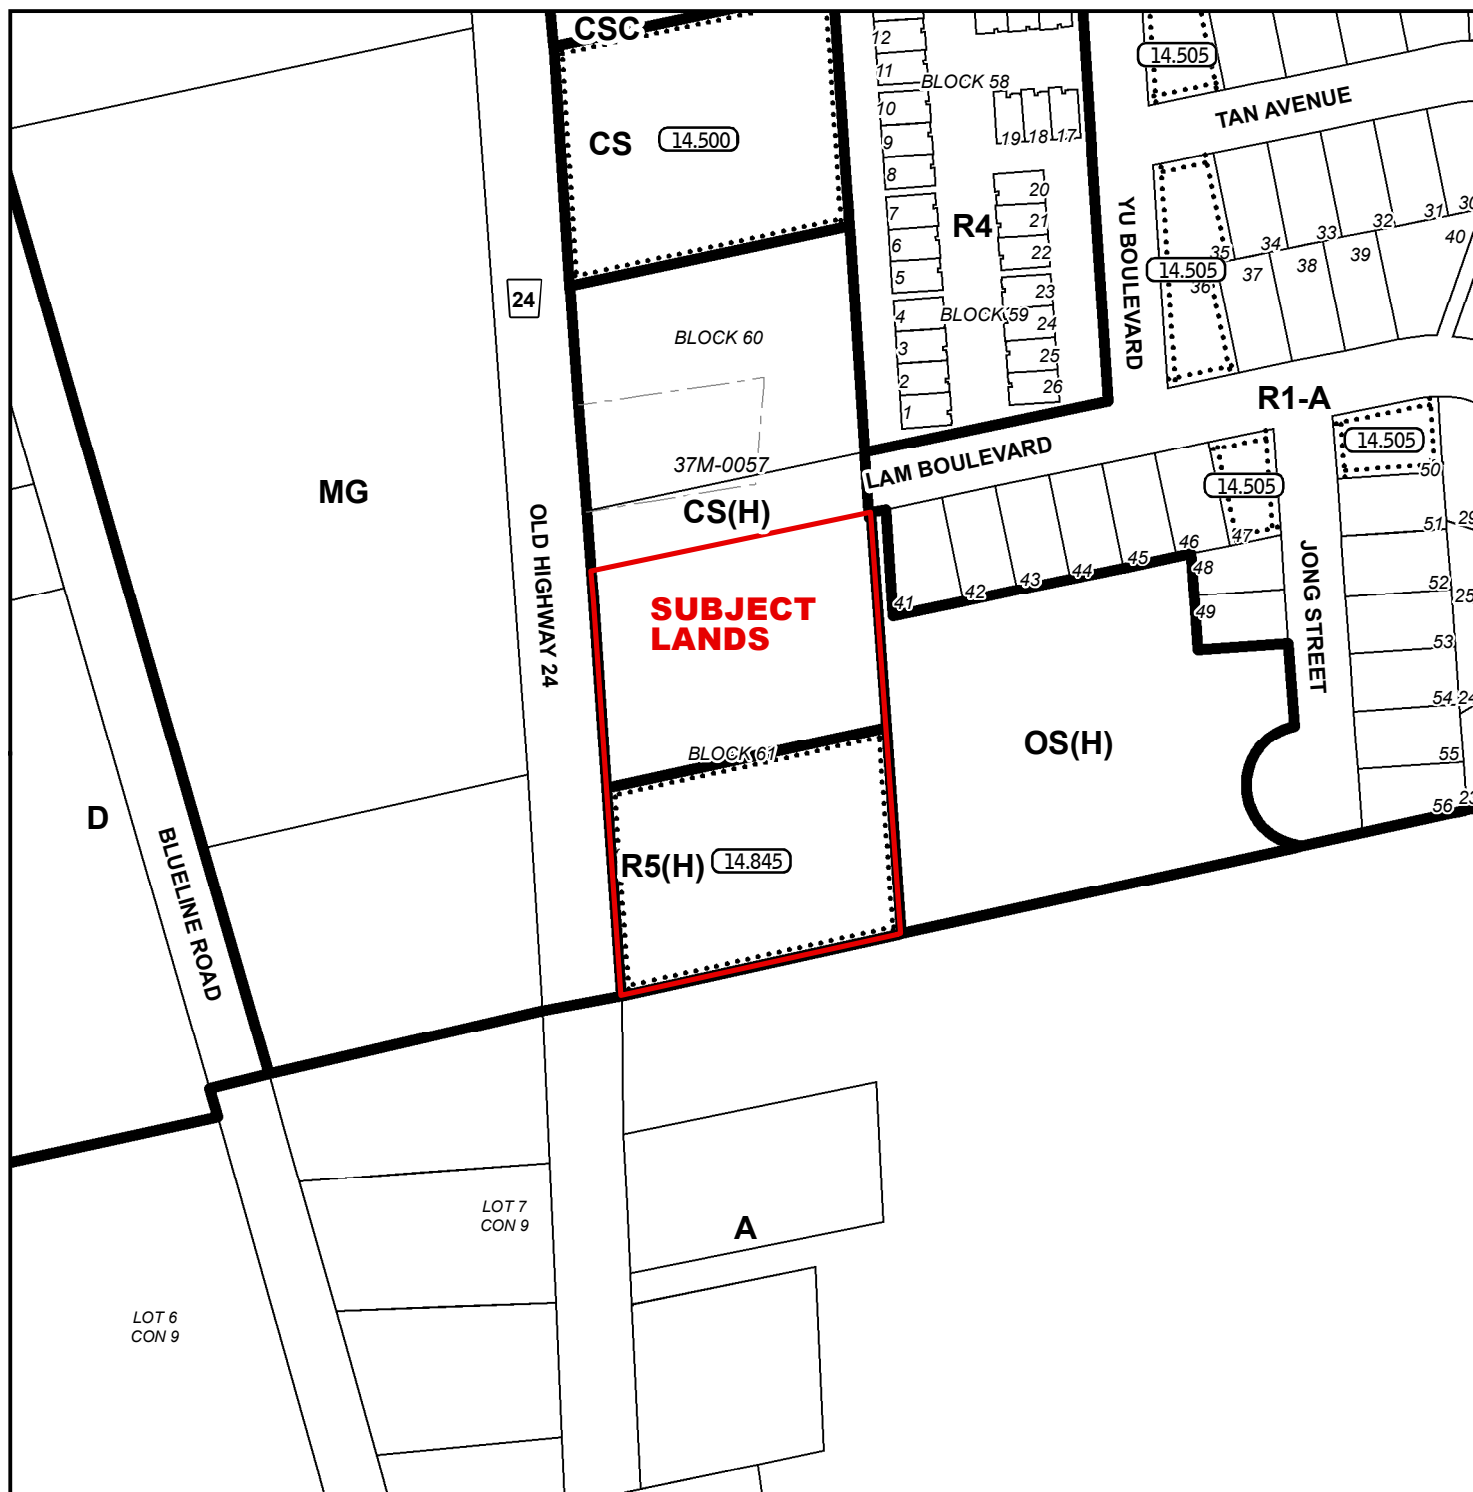 CSC
12
11
BLOCK 58
10
9
8
19 18 17
CS
14.500
14.505
TAN AVENUE
7
6
5
R4
20
21
22
YU BOULEVARD
14.505
35
34
33
32
31
30
36
37
38
39
40
24
BLOCK 60
4
3
2
1
BLOCK 59
23
24
25
26
R1-A
MG
37M-0057
LAM BOULEVARD
14.505
14.505
50
CS(H)
OLD HIGHWAY 24
41
42
43
44
45
46
47
48
49
51
29
52
25
53
54
24
55
56
23
JONG STREET
SUBJECT
LANDS
BLOCK 61
OS(H)
D
BLUELINE ROAD
R5(H)
14.845
LOT 7
CON 9
A
LOT 6
CON 9